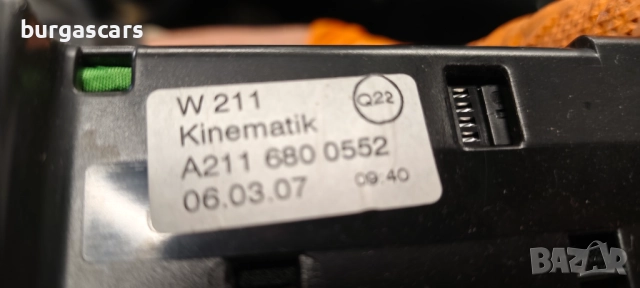 burgascars
W 211
Q22
Kinematik
A211 680 0552
06.03.07 09:40
BAZAR